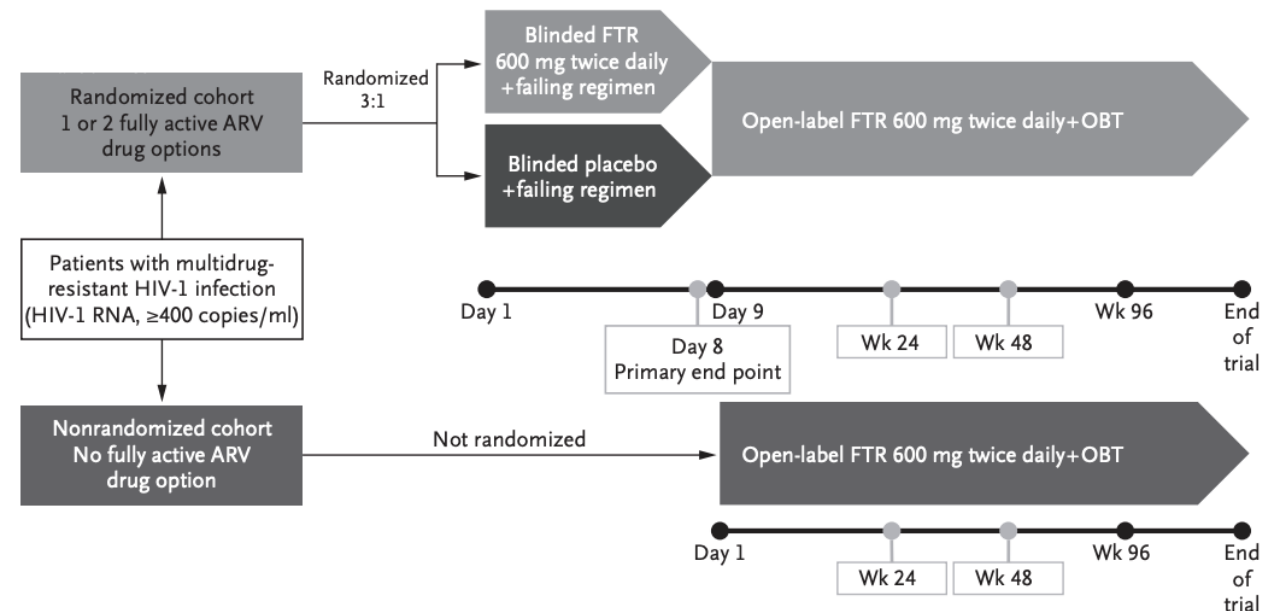 Randomized cohort
1 or 2 fully active ARV
drug options
Randomized
3:1
Blinded FTR
600 mg twice daily
+failing regimen
Blinded placebo
+failing regimen
Open-label FTR 600 mg twice daily+OBT
Patients with multidrug-
resistant HIV-1 infection
(HIV-1 RNA, ≥400 copies/ml)
Day 1
Day 8
Primary end point
Day 9
Wk 24
Wk 48
Wk 96
End
of
trial
Nonrandomized cohort
No fully active ARV
drug option
Not randomized
Open-label FTR 600 mg twice daily+OBT
Day 1
Wk 24
Wk 48
Wk 96
End
of
trial